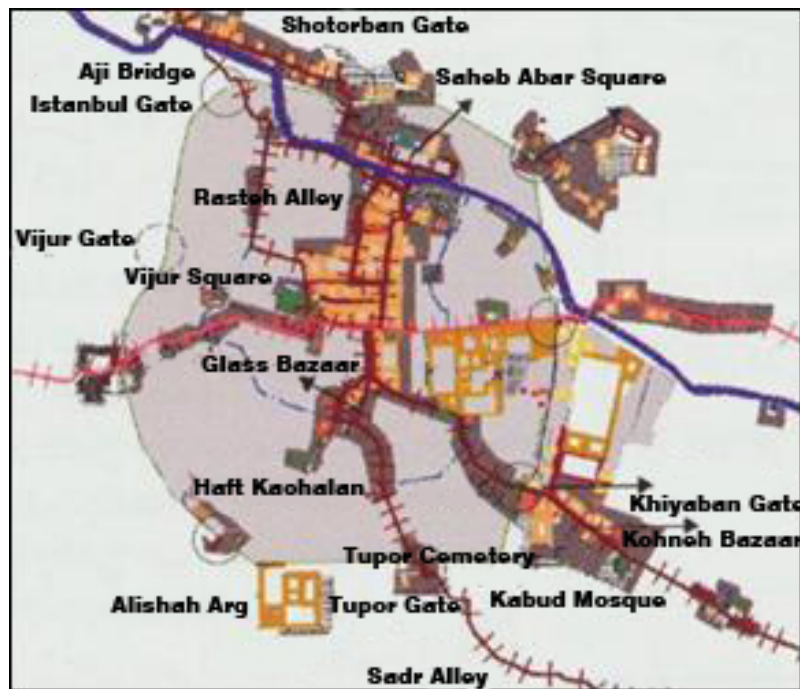 Shotorban Gate
Aji Bridge
Saheb Abar Square
Istanbul Gate
Rasteh Alley
Vijur Gate
Vijur Square
Glass Bazaar
Haft Kaohalan
Khiyaban Gate
Kohneh Bazaar
Tupor Cemetery
Alishah Arg
Tupor Gate
Kabud Mosque
Sadr Alley